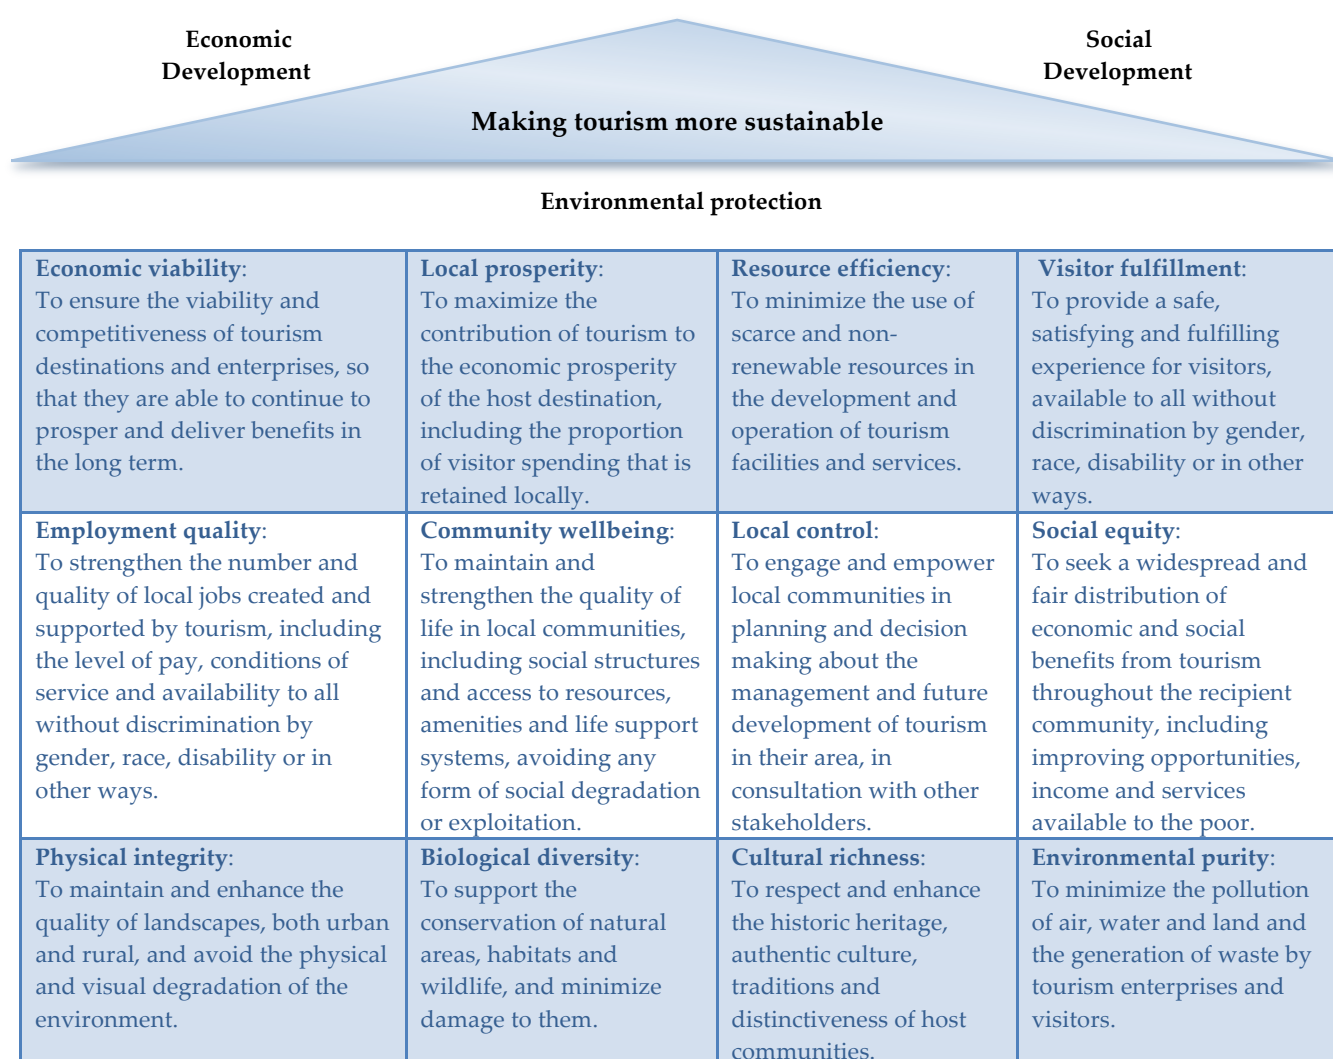 Economic
Development
Social
Development
Making tourism more sustainable
Environmental protection
Economic viability:
To ensure the viability and
competitiveness of tourism
destinations and enterprises, so
that they are able to continue to
prosper and deliver benefits in
the long term.
Local prosperity:
To maximize the
contribution of tourism to
the economic prosperity
of the host destination,
including the proportion
of visitor spending that is
retained locally.
Resource efficiency:
To minimize the use of
scarce and non-
renewable resources in
the development and
operation of tourism
facilities and services.
Visitor fulfillment:
To provide a safe,
satisfying and fulfilling
experience for visitors,
available to all without
discrimination by gender,
race, disability or in other
ways.
Employment quality:
To strengthen the number and
quality of local jobs created and
supported by tourism, including
the level of pay, conditions of
service and availability to all
without discrimination by
gender, race, disability or in
other ways.
Community wellbeing:
To maintain and
strengthen the quality of
life in local communities,
including social structures
and access to resources,
amenities and life support
systems, avoiding any
form of social degradation
or exploitation.
Local control:
To engage and empower
local communities in
planning and decision
making about the
management and future
development of tourism
in their area, in
consultation with other
stakeholders.
Social equity:
To seek a widespread and
fair distribution of
economic and social
benefits from tourism
throughout the recipient
community, including
improving opportunities,
income and services
available to the poor.
Physical integrity:
To maintain and enhance the
quality of landscapes, both urban
and rural, and avoid the physical
and visual degradation of the
environment.
Biological diversity:
To support the
conservation of natural
areas, habitats and
wildlife, and minimize
damage to them.
Cultural richness:
To respect and enhance
the historic heritage,
authentic culture,
traditions and
distinctiveness of host
communities.
Environmental purity:
To minimize the pollution
of air, water and land and
the generation of waste by
tourism enterprises and
visitors.